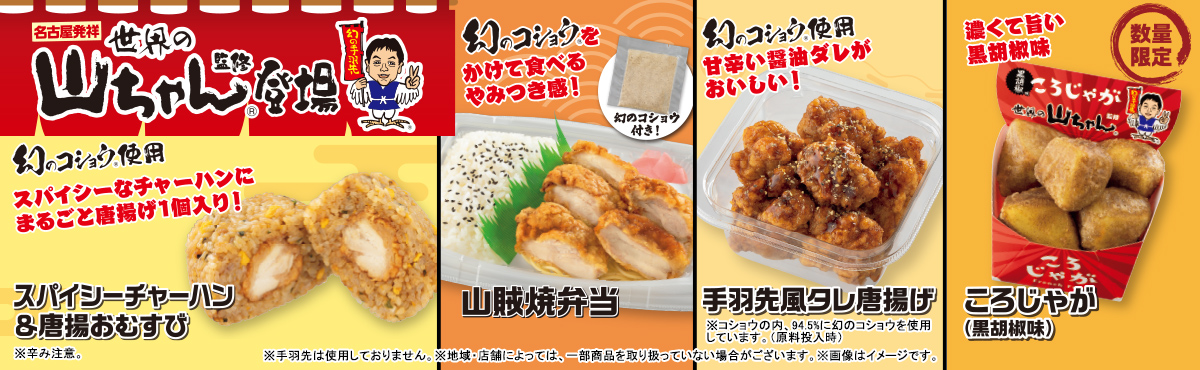 名古屋発祥
世界の
山ちゃん®
監修
登場
幻の手羽先
幻のコショウ®使用
スパイシーなチャーハンに
まるごと唐揚げ1個入り！
スパイシーチャーハン
＆唐揚おむすび
※辛み注意。
幻のコショウ®を
かけて食べる
やみつき感！
幻のコショウ®
付き！
山賊焼弁当
幻のコショウ®使用
甘辛い醤油ダレが
おいしい！
手羽先風タレ唐揚げ
※コショウの内、94.5%に幻のコショウを使用
しています。（原料投入時）
濃くて旨い
黒胡椒味
数量
限定
黒胡椒
ころじゃが
世界の山ちゃん®監修
ころ
じゃが
ころじゃが
（黒胡椒味）
※手羽先は使用しておりません。※地域・店舗によっては、一部商品を取り扱っていない場合がございます。※画像はイメージです。